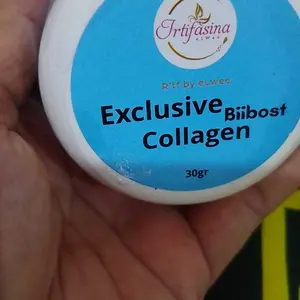 Irtifasina
Exclusive Biibost
Collagen
30gr